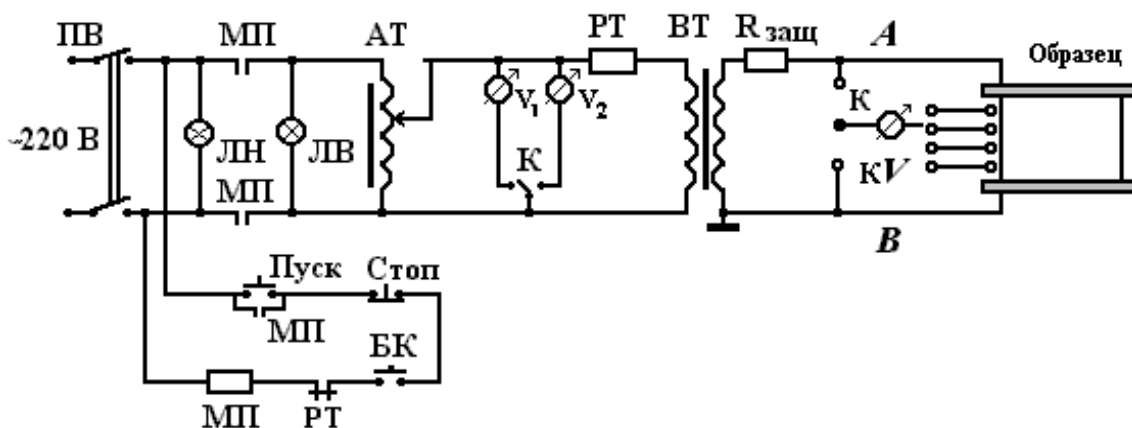 ПВ МП АТ РТ ВТ R защ A Образец
~220 В ЛН ЛВ V1 V2 К К
МП К КV
B
Пуск Стоп
МП БК
МП РТ